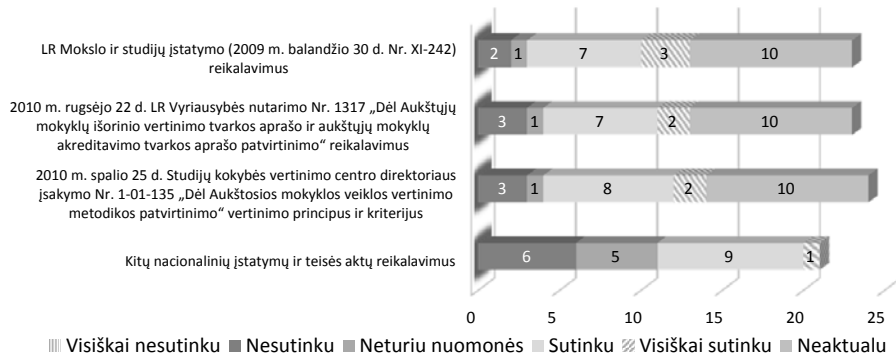 LR Mokslo ir studijų įstatymo (2009 m. balandžio 30 d. Nr. XI-242)
reikalavimus
2 1 7 3 10
2010 m. rugsėjo 22 d. LR Vyriausybės nutarimo Nr. 1317 „Dėl Aukštųjų
mokyklų išorinio vertinimo tvarkos aprašo ir aukštųjų mokyklų
akreditavimo tvarkos aprašo patvirtinimo“ reikalavimus
3 1 7 2 10
2010 m. spalio 25 d. Studijų kokybės vertinimo centro direktoriaus
įsakymo Nr. 1-01-135 „Dėl Aukštosios mokyklos veiklos vertinimo
metodikos patvirtinimo“ vertinimo principus ir kriterijus
3 1 8 2 10
Kitų nacionalinių įstatymų ir teisės aktų reikalavimus
6 5 9 1
0 5 10 15 20 25
Visiškai nesutinku Nesutinku Neturiu nuomonės Sutinku Visiškai sutinku Neaktualu